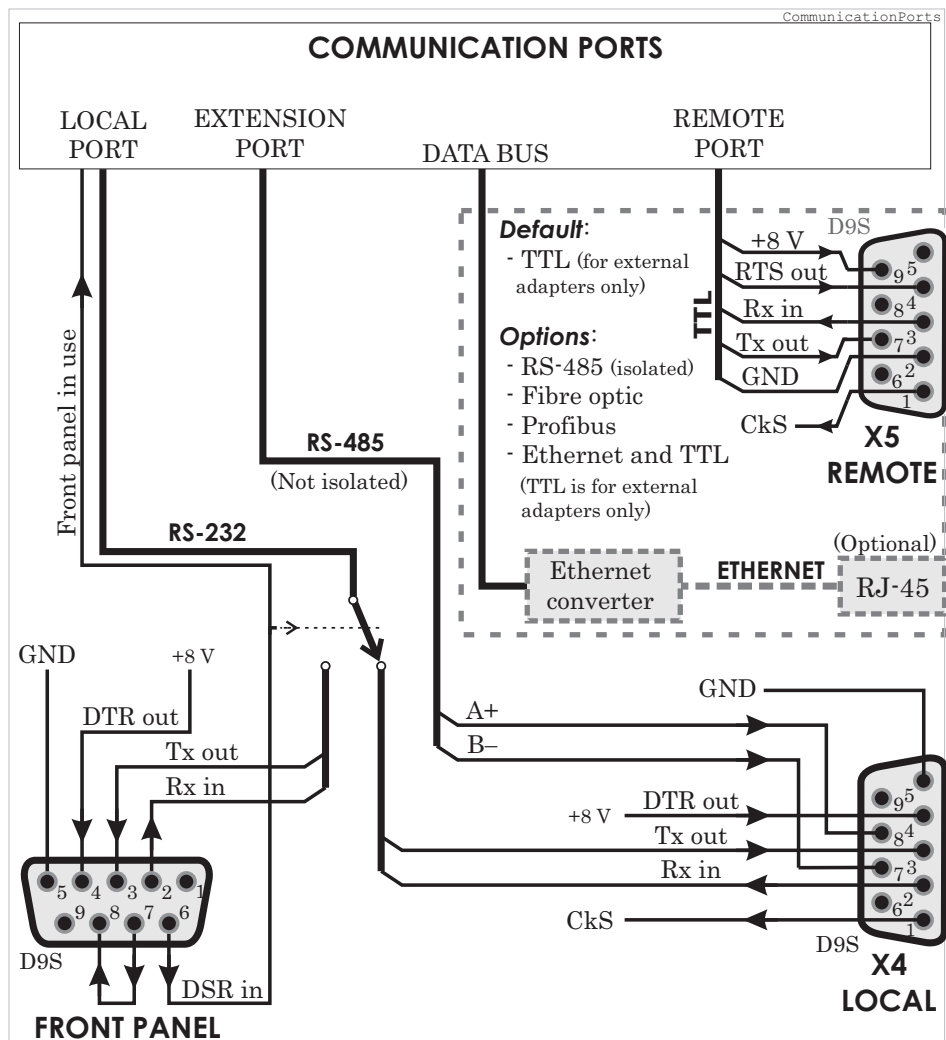 CommunicationPorts
COMMUNICATION PORTS
LOCAL
PORT
EXTENSION
PORT
DATA BUS
REMOTE
PORT
Default:
- TTL (for external
adapters only)
Options:
- RS-485 (isolated)
- Fibre optic
- Profibus
- Ethernet and TTL
(TTL is for external
adapters only)
TTL
+8 V
RTS out
Rx in
Tx out
GND
CkS
D9S
5
9
4
8
3
7
2
6
1
X5
REMOTE
Front panel in use
RS-485
(Not isolated)
RS-232
Ethernet
converter
ETHERNET
(Optional)
RJ-45
GND
+8 V
DTR out
Tx out
Rx in
5
4
3
2
1
9
8
7
6
D9S
DSR in
FRONT PANEL
GND
A+
B–
+8 V
DTR out
Tx out
Rx in
CkS
5
9
4
8
3
7
2
6
1
D9S
X4
LOCAL